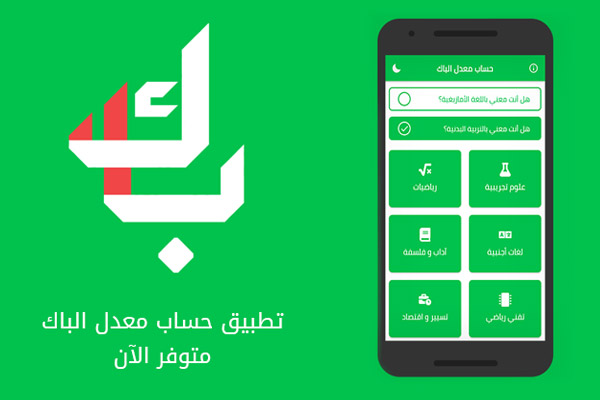 باك
تطبيق حساب معدل الباك
متوفر الآن
حساب معدل الباك
هل أنت معني باللغة الأمازيغية؟
هل أنت معني بالتربية البدنية؟
علوم تجريبية
رياضيات
لغات أجنبية
آداب و فلسفة
تقني رياضي
تسيير و اقتصاد